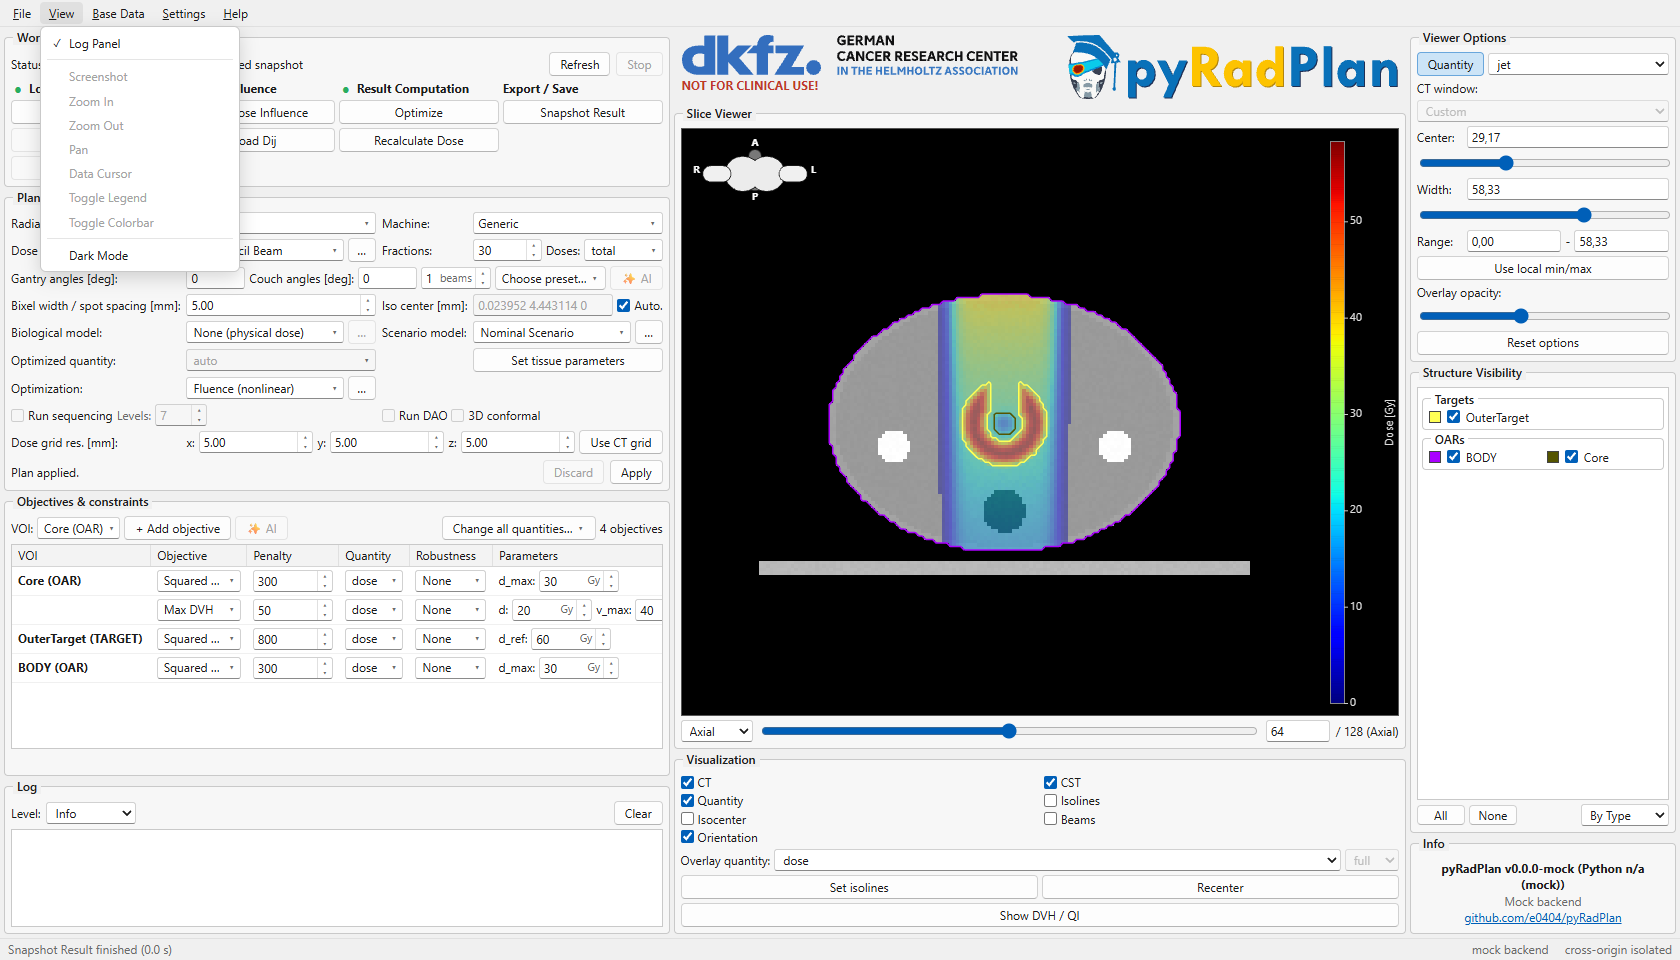 File View Base Data Settings Help
✓ Log Panel
Screenshot
Zoom In
Zoom Out
Pan
Data Cursor
Toggle Legend
Toggle Colorbar
Dark Mode
Wor
Status
ed snapshot
Refresh Stop
Lo
luence
Result Computation
Export / Save
ose Influence
Optimize
Snapshot Result
oad Dij
Recalculate Dose
Plan
Radia
Machine: Generic
Dose
cil Beam ... Fractions: 30 Doses: total
Gantry angles [deg]: 0 Couch angles [deg]: 0 1 beams Choose preset... ✨ AI
Bixel width / spot spacing [mm]: 5.00 Iso center [mm]: 0.023952 4.443114 0 Auto.
Biological model: None (physical dose) ... Scenario model: Nominal Scenario ...
Optimized quantity: auto Set tissue parameters
Optimization: Fluence (nonlinear) ...
Run sequencing Levels: 7 Run DAO 3D conformal
Dose grid res. [mm]: x: 5.00 y: 5.00 z: 5.00 Use CT grid
Plan applied. Discard Apply
Objectives & constraints
VOI: Core (OAR) + Add objective ✨ AI Change all quantities... 4 objectives
VOI Objective Penalty Quantity Robustness Parameters
Core (OAR) Squared ... 300 dose None d_max: 30 Gy
Max DVH 50 dose None d: 20 Gy v_max: 40
OuterTarget (TARGET) Squared ... 800 dose None d_ref: 60 Gy
BODY (OAR) Squared ... 300 dose None d_max: 30 Gy
Log
Level: Info Clear
Snapshot Result finished (0.0 s)
dkfz.
GERMAN
CANCER RESEARCH CENTER
IN THE HELMHOLTZ ASSOCIATION
NOT FOR CLINICAL USE!
pyRadPlan
Slice Viewer
A
R L
P
50
40
30
20
10
0
Dose [Gy]
Axial 64 / 128 (Axial)
Visualization
CT CST
Quantity Isolines
Isocenter Beams
Orientation
Overlay quantity: dose full
Set isolines Recenter
Show DVH / QI
Viewer Options
Quantity jet
CT window:
Custom
Center: 29,17
Width: 58,33
Range: 0,00 - 58,33
Use local min/max
Overlay opacity:
Reset options
Structure Visibility
Targets
OuterTarget
OARs
BODY Core
All None By Type
Info
pyRadPlan v0.0.0-mock (Python n/a
(mock))
Mock backend
github.com/e0404/pyRadPlan
mock backend cross-origin isolated